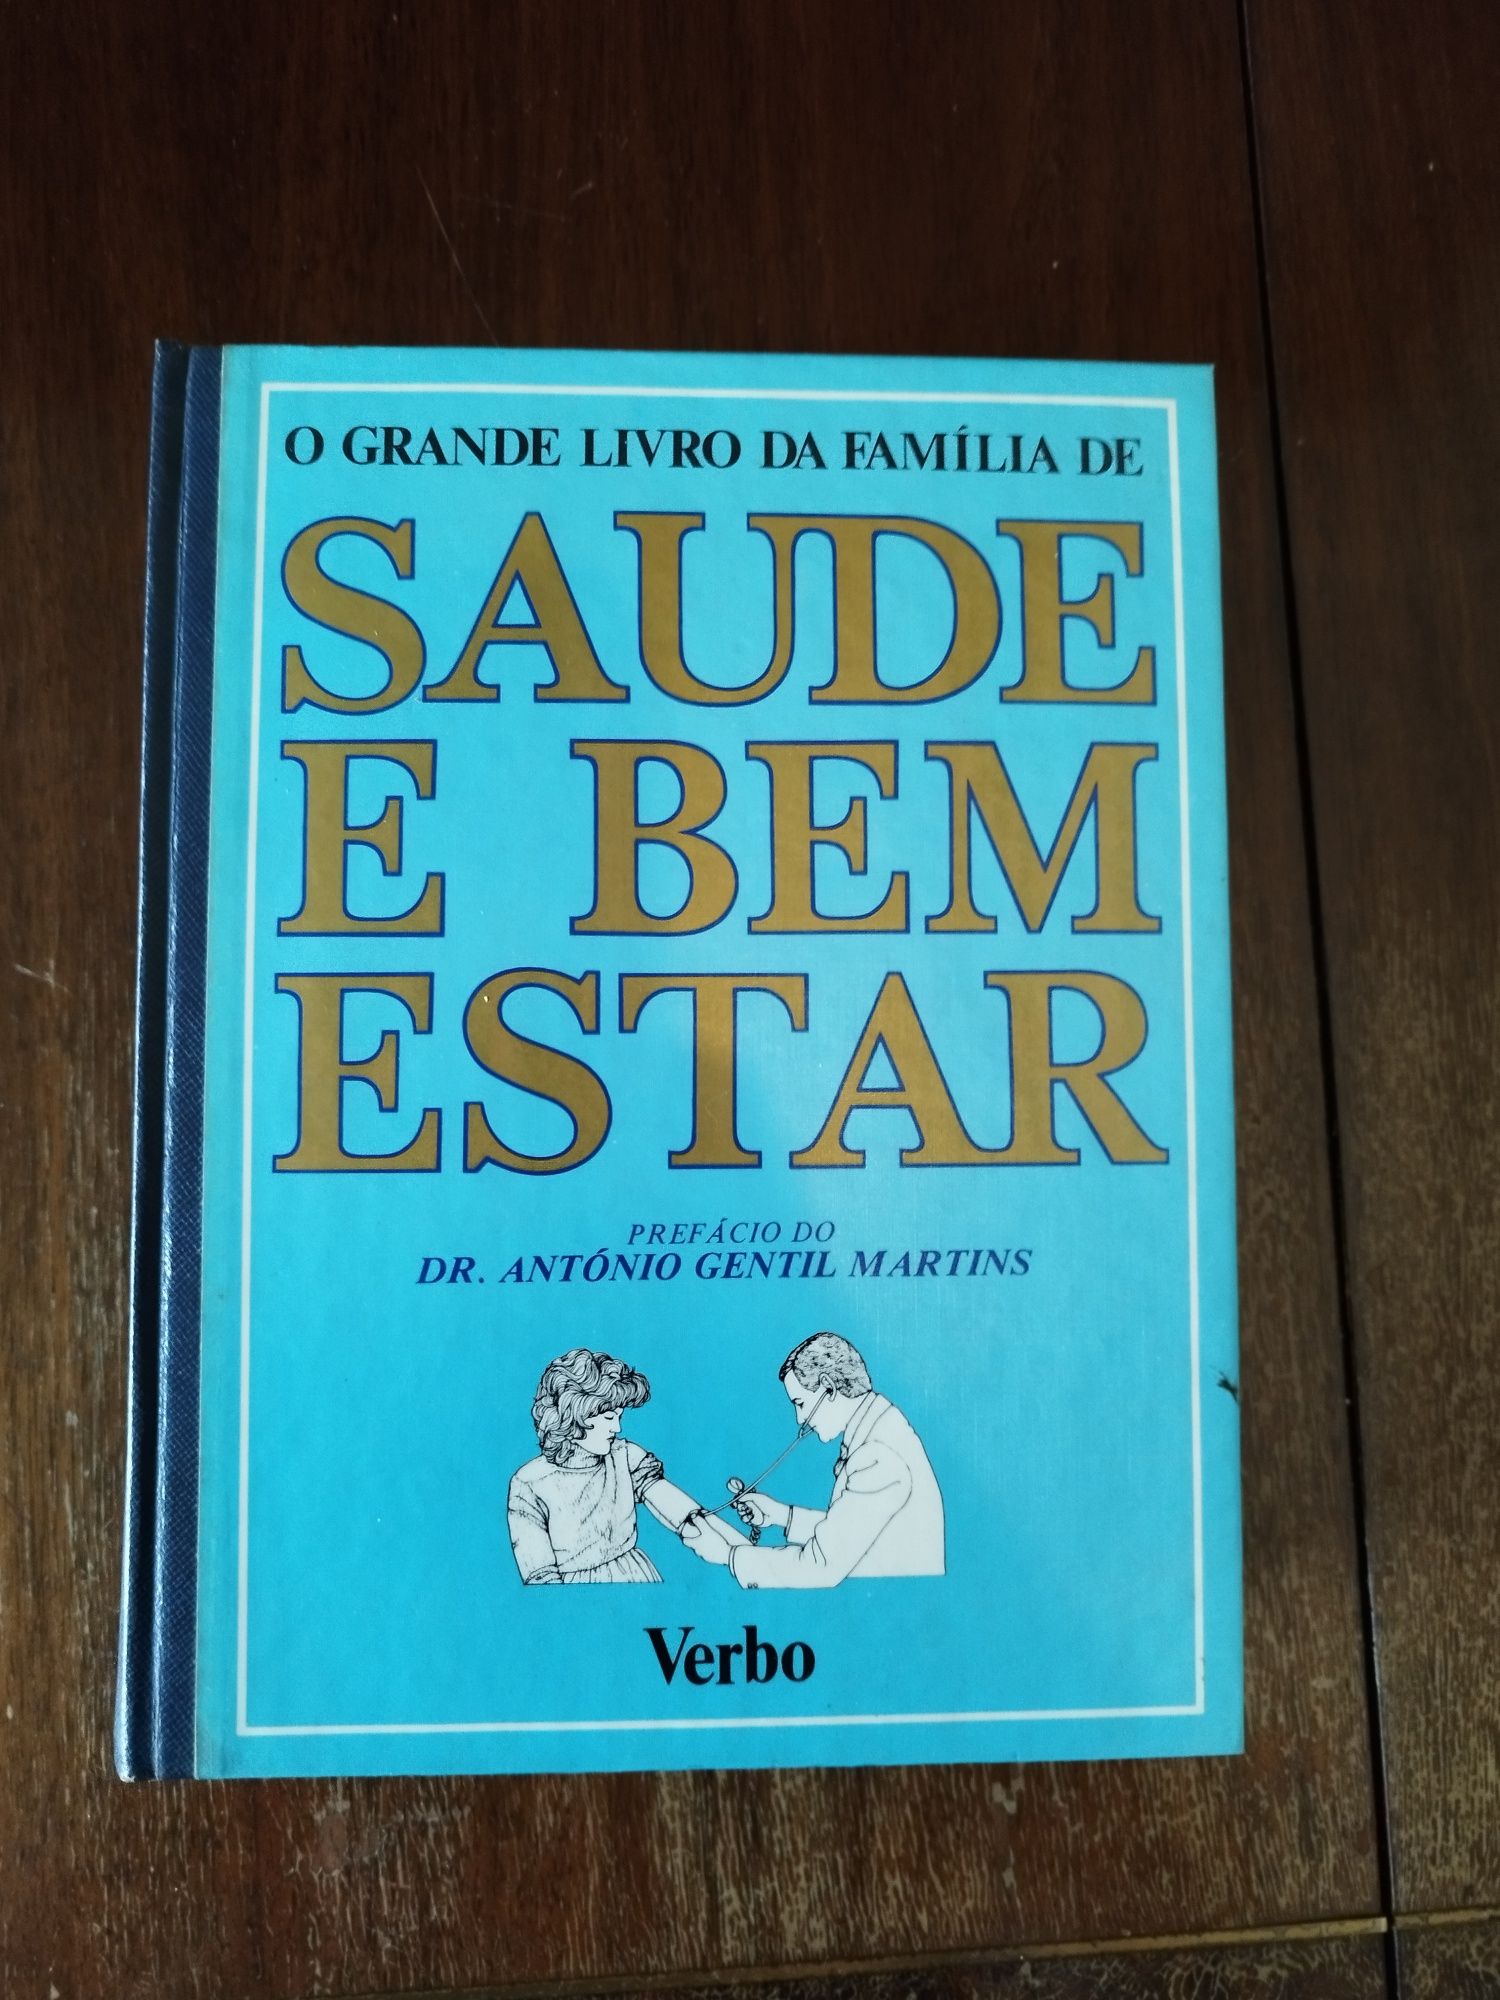 O GRANDE LIVRO DA FAMÍLIA DE
SAUDE
E BEM
ESTAR
PREFÁCIO DO
DR. ANTÓNIO GENTIL MARTINS
Verbo